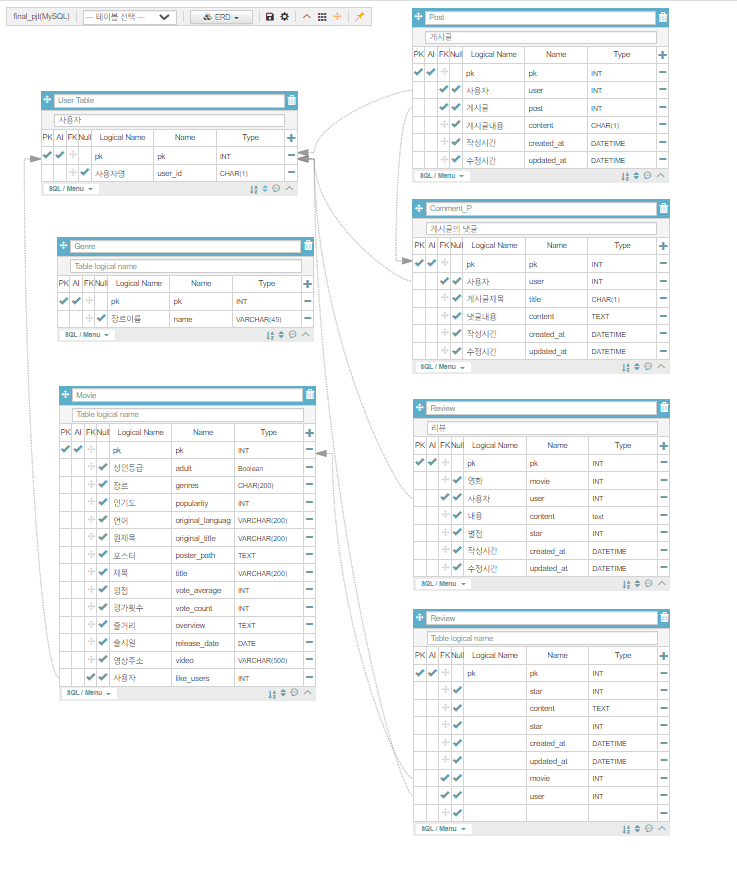 final_pjt(MySQL) --- 테이블 선택 --- ERD
User Table
사용자
PK AI FK Null Logical Name Name Type
pk pk INT
사용자명 user_id CHAR(1)
SQL / Menu
Genre
Table logical name
PK AI FK Null Logical Name Name Type
pk pk INT
장르이름 name VARCHAR(45)
SQL / Menu
Movie
Table logical name
PK AI FK Null Logical Name Name Type
pk pk INT
성인등급 adult Boolean
장르 genres CHAR(200)
인기도 popularity INT
언어 original_languag VARCHAR(200)
원제목 original_title VARCHAR(200)
포스터 poster_path TEXT
제목 title VARCHAR(200)
평점 vote_average INT
평가횟수 vote_count INT
줄거리 overview TEXT
출시일 release_date DATE
영상주소 video VARCHAR(500)
사용자 like_users INT
SQL / Menu
Post
게시글
PK AI FK Null Logical Name Name Type
pk pk INT
사용자 user INT
게시글 post INT
게시글내용 content CHAR(1)
작성시간 created_at DATETIME
수정시간 updated_at DATETIME
SQL / Menu
Comment_P
게시글의 댓글
PK AI FK Null Logical Name Name Type
pk pk INT
사용자 user INT
게시글제목 title CHAR(1)
댓글내용 content TEXT
작성시간 created_at DATETIME
수정시간 updated_at DATETIME
SQL / Menu
Review
리뷰
PK AI FK Null Logical Name Name Type
pk pk INT
영화 movie INT
사용자 user INT
내용 content text
별점 star INT
작성시간 created_at DATETIME
수정시간 updated_at DATETIME
SQL / Menu
Review
Table logical name
PK AI FK Null Logical Name Name Type
pk pk INT
star INT
content TEXT
star INT
created_at DATETIME
updated_at DATETIME
movie INT
user INT
SQL / Menu